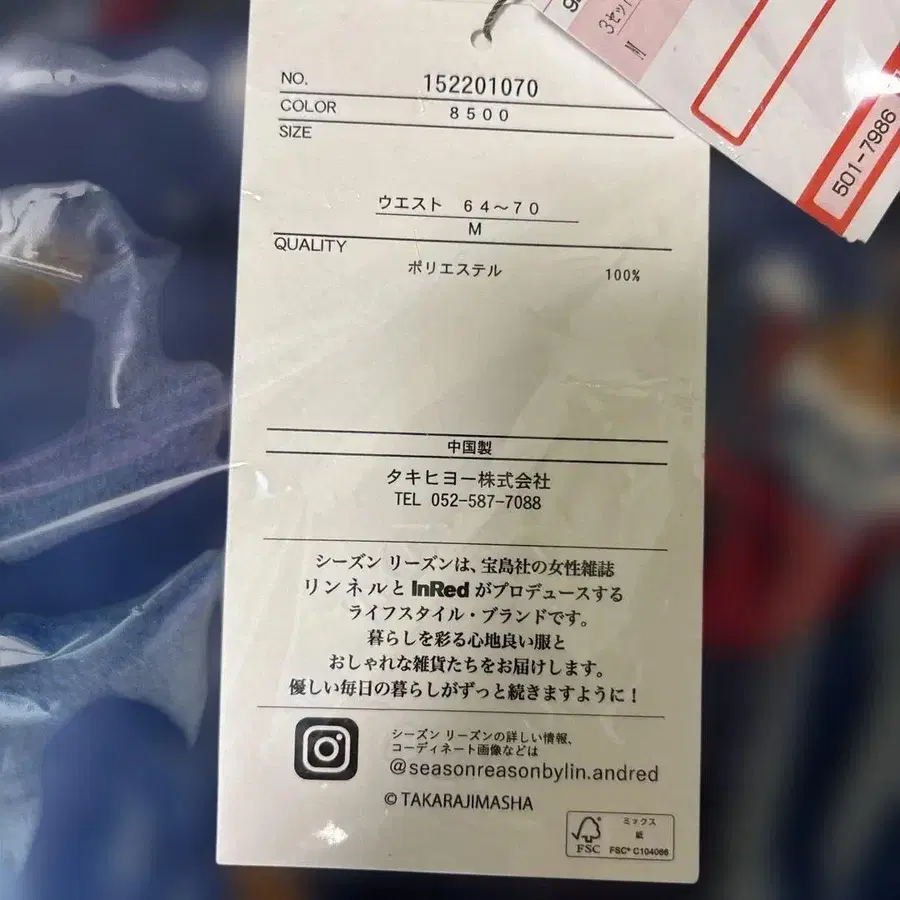 3セット
M
501-7986
NO. 152201070
COLOR 8500
SIZE
ウエスト 64～70
M
QUALITY
ポリエステル 100%
中国製
タキヒヨー株式会社
TEL 052-587-7088
シーズン リーズンは、宝島社の女性雑誌
リンネルと InRed がプロデュースする
ライフスタイル・ブランドです。
暮らしを彩る心地良い服と
おしゃれな雑貨たちをお届けします。
優しい毎日の暮らしがずっと続きますように！
シーズン リーズンの詳しい情報、
コーディネート画像などは
@seasonreasonbylin.andred
© TAKARAJIMASHA
ミックス
紙
FSC
FSC® C104066